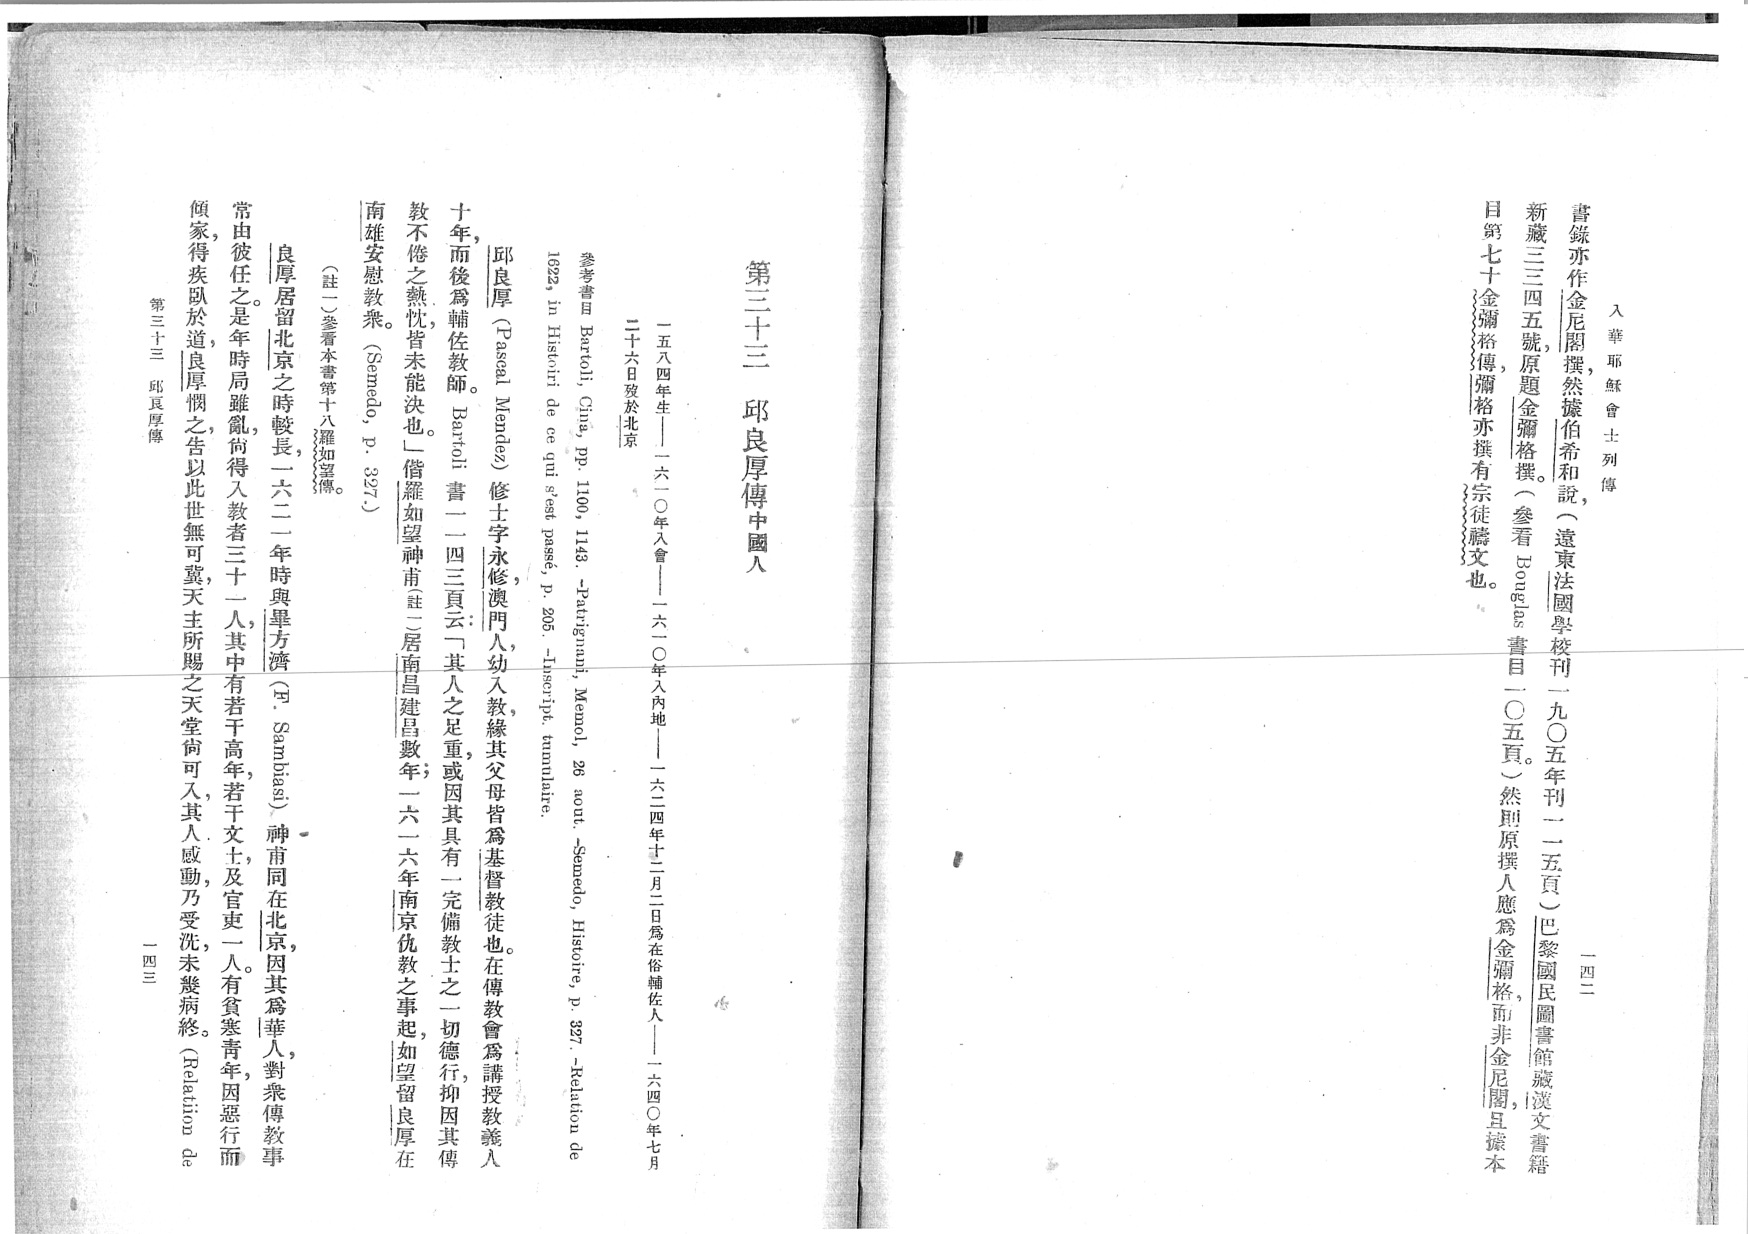 入華耶穌會士列傳
一四二
書錄亦作金尼閣撰，然據伯希和說，（遠東法國學校刊一九〇五年刊一一五頁）巴黎國民圖書館藏漢文書籍
新藏三三四五號，原題金彌格撰。（參看 Bonglas 書目一〇五頁。）然則原撰人應爲金彌格，而非金尼閣，且據本
目第七十金彌格傳，彌格亦撰有宗徒禱文也。
第三十三　邱良厚傳中國人
一五八四年生——一六一〇年入會——一六一〇年入內地——一六二四年十二月二日爲在俗輔佐人——一六四〇年七月
二十六日歿於北京
參考書目 Bartoli, Cina, pp. 1100, 1143. -Patrignani, Memol, 26 aout. -Semedo, Histoire, p. 327. -Relation de
1622, in Histoiri de ce qui s'est passé, p. 205. -Inscript. tumulaire.
邱良厚 (Pascal Mendez) 修士字永修，澳門人，幼入教，緣其父母皆爲基督教徒也。在傳教會爲講授教義人
十年，而後爲輔佐教師。Bartoli 書一一四三頁云：「其人之足重，或因其具有一完備教士之一切德行，抑因其傳
教不倦之熱忱，皆未能決也。」偕羅如望神甫（註一）居南昌建昌數年；一六一六年南京仇教之事起，如望留良厚在
南雄安慰教衆。(Semedo, p. 327.)
（註一）參看本書第十八羅如望傳。
良厚居留北京之時較長，一六二一年時與畢方濟 (F. Sambiasi) 神甫同在北京，因其爲華人，對衆傳教事
常由彼任之。是年時局雖亂，尙得入教者三十一人，其中有若干高年，若干文士，及官吏一人。有貧寒靑年，因惡行而
傾家，得疾臥於道，良厚憫之，告以此世無可冀，天主所賜之天堂尙可入，其人感動，乃受洗，未幾病終。(Relatiion de
第三十三　邱良厚傳
一四三